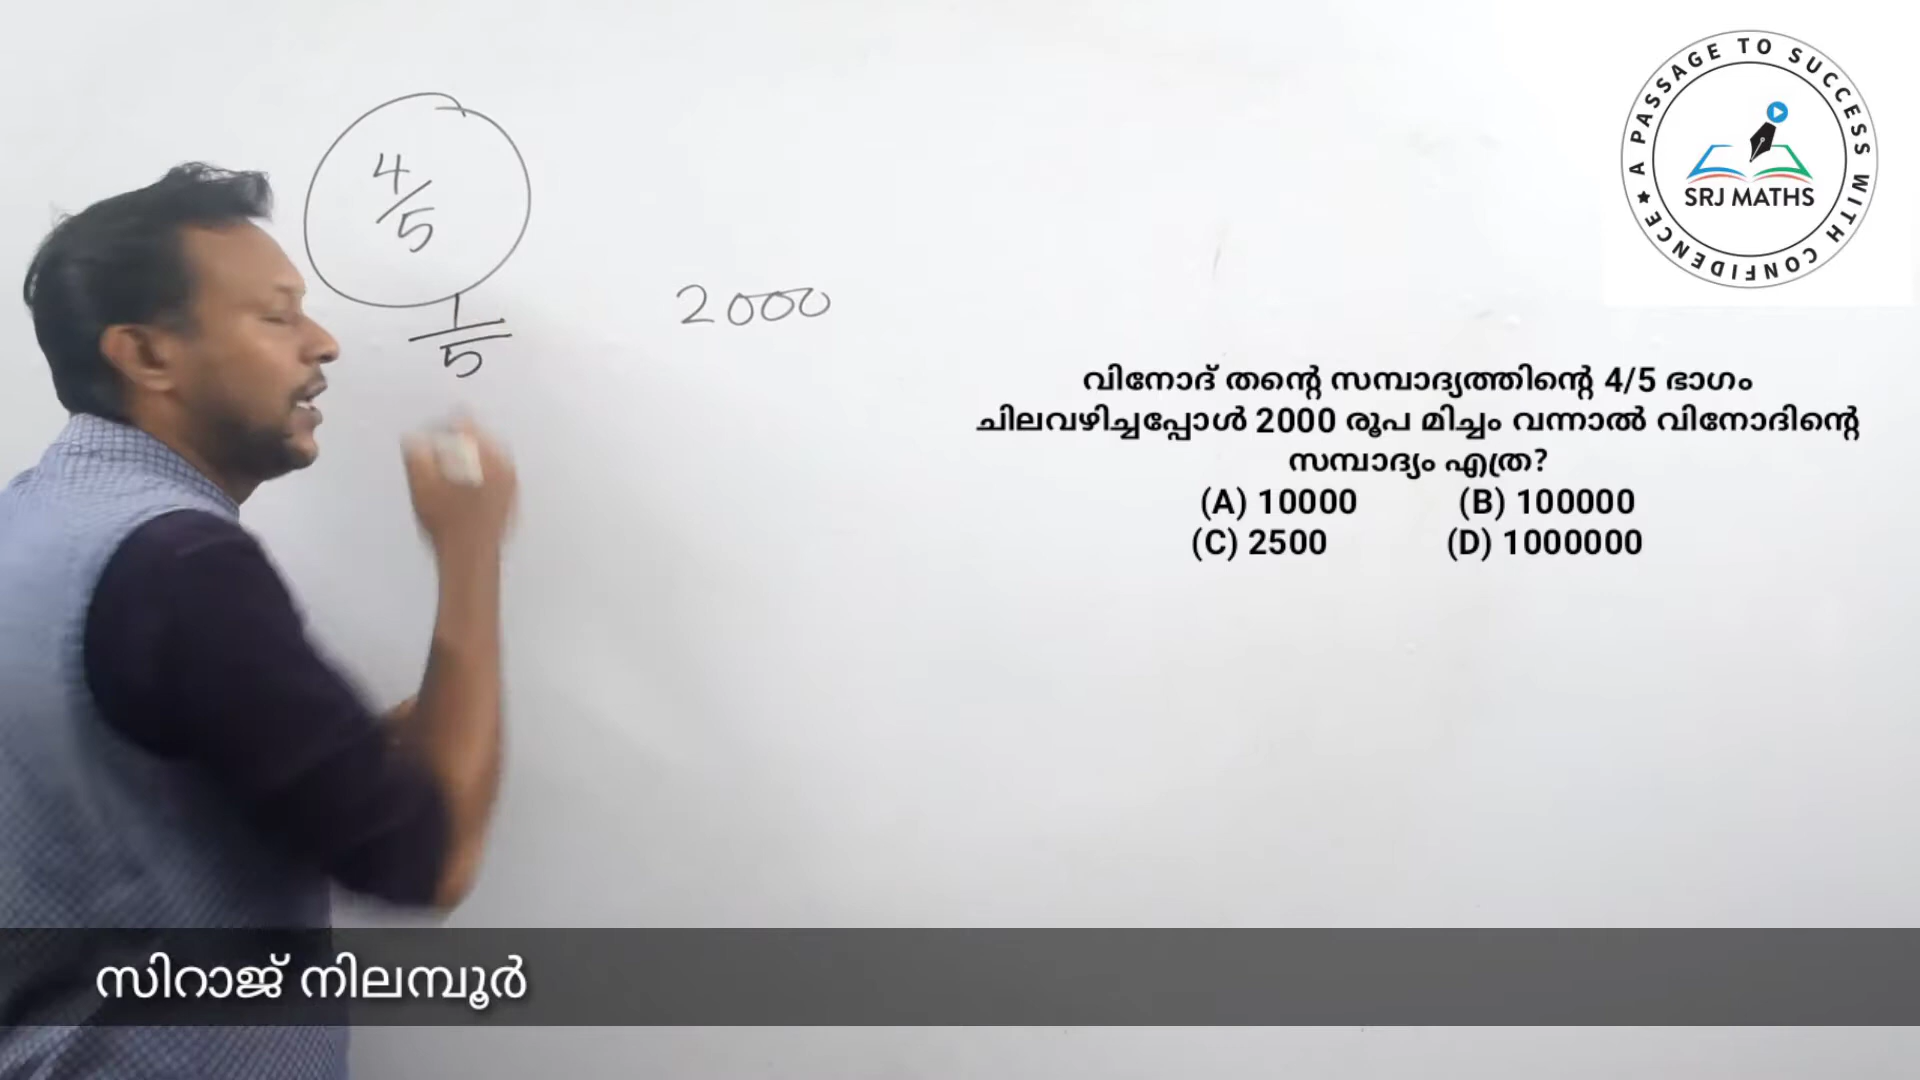 4/5
1/5
2000
A PASSAGE TO SUCCESS WITH CONFIDENCE ★
SRJ MATHS
വിനോദ് തന്റെ സമ്പാദ്യത്തിന്റെ 4/5 ഭാഗം
ചിലവഴിച്ചപ്പോൾ 2000 രൂപ മിച്ചം വന്നാൽ വിനോദിന്റെ
സമ്പാദ്യം എത്ര?
(A) 10000 (B) 100000
(C) 2500 (D) 1000000
സിറാജ് നിലമ്പൂർ